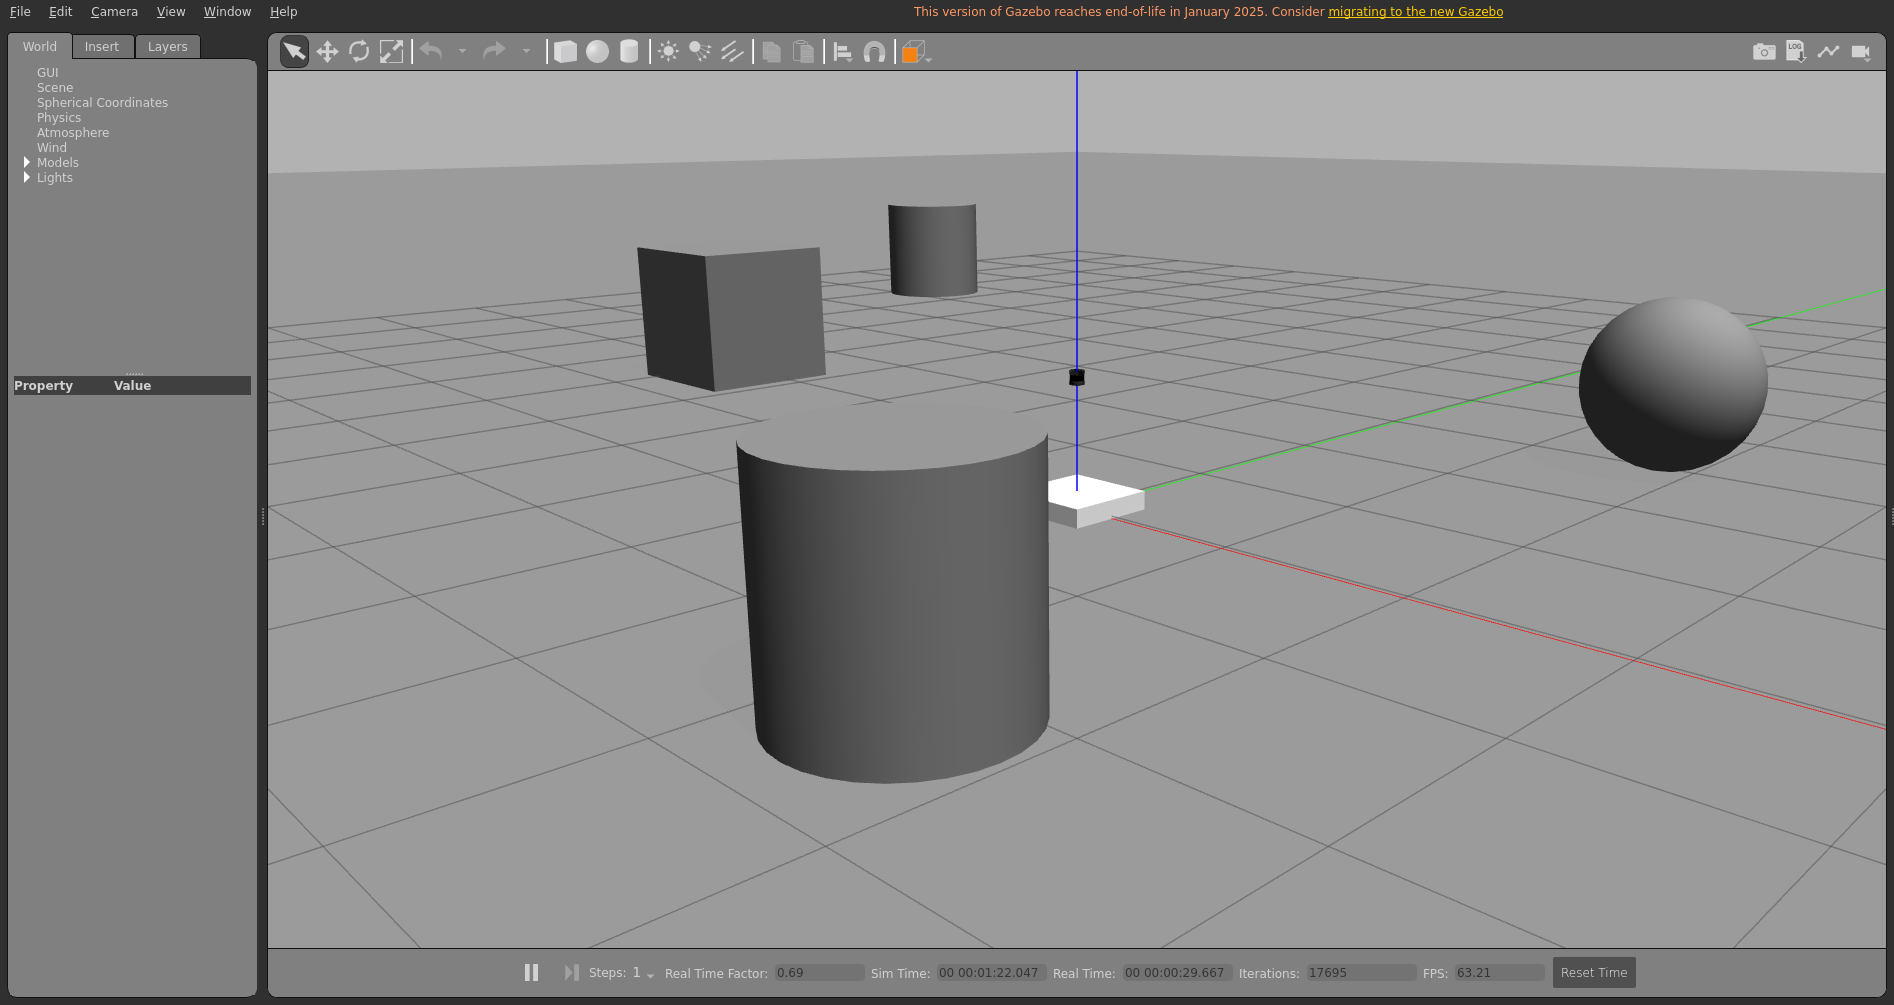 File Edit Camera View Window Help
This version of Gazebo reaches end-of-life in January 2025. Consider migrating to the new Gazebo
World Insert Layers
LOG
GUI
Scene
Spherical Coordinates
Physics
Atmosphere
Wind
Models
Lights
Property Value
Steps: 1 Real Time Factor: 0.69 Sim Time: 00 00:01:22.047 Real Time: 00 00:00:29.667 Iterations: 17695 FPS: 63.21 Reset Time